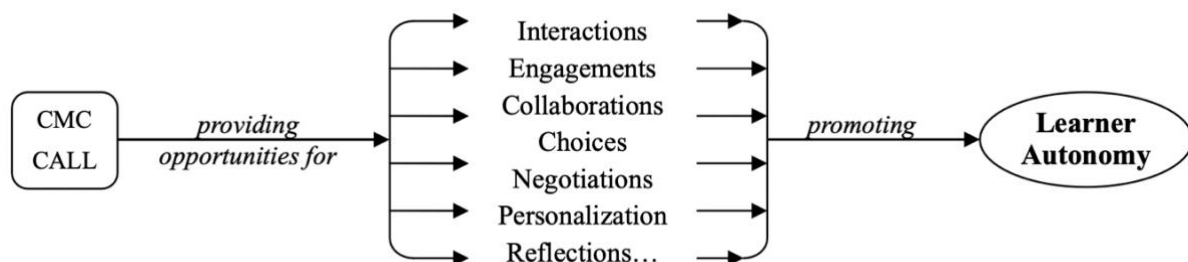 CMC
CALL
providing
opportunities for
Interactions
Engagements
Collaborations
Choices
Negotiations
Personalization
Reflections…
promoting
Learner
Autonomy